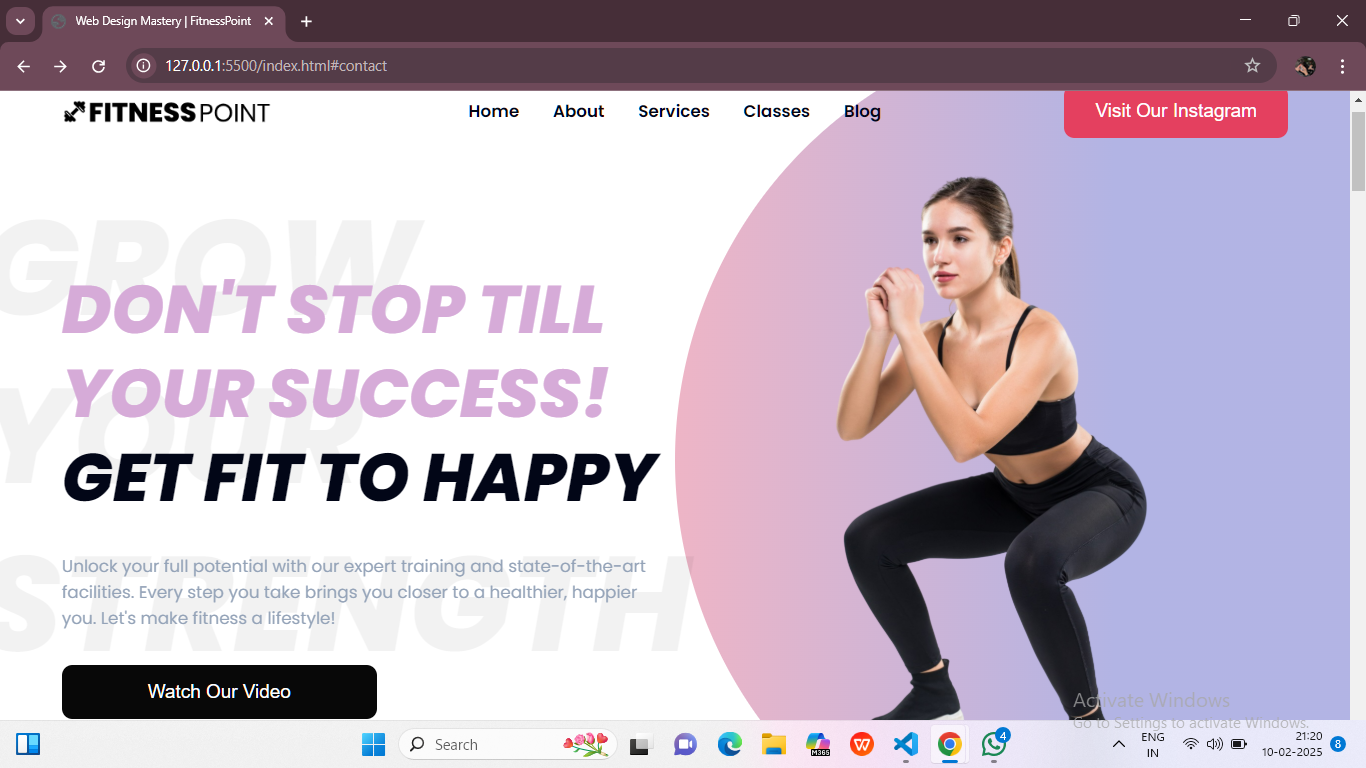 Web Design Mastery | FitnessPoint
127.0.0.1:5500/index.html#contact
FITNESSPOINT
Home About Services Classes Blog
Visit Our Instagram
GROW
DON'T STOP TILL
YOUR SUCCESS!
YOUR
GET FIT TO HAPPY
STRENGTH
Unlock your full potential with our expert training and state-of-the-art
facilities. Every step you take brings you closer to a healthier, happier
you. Let's make fitness a lifestyle!
Watch Our Video
Activate Windows
Go to Settings to activate Windows.
Search
M365
4
ENG
IN
21:20
10-02-2025
8